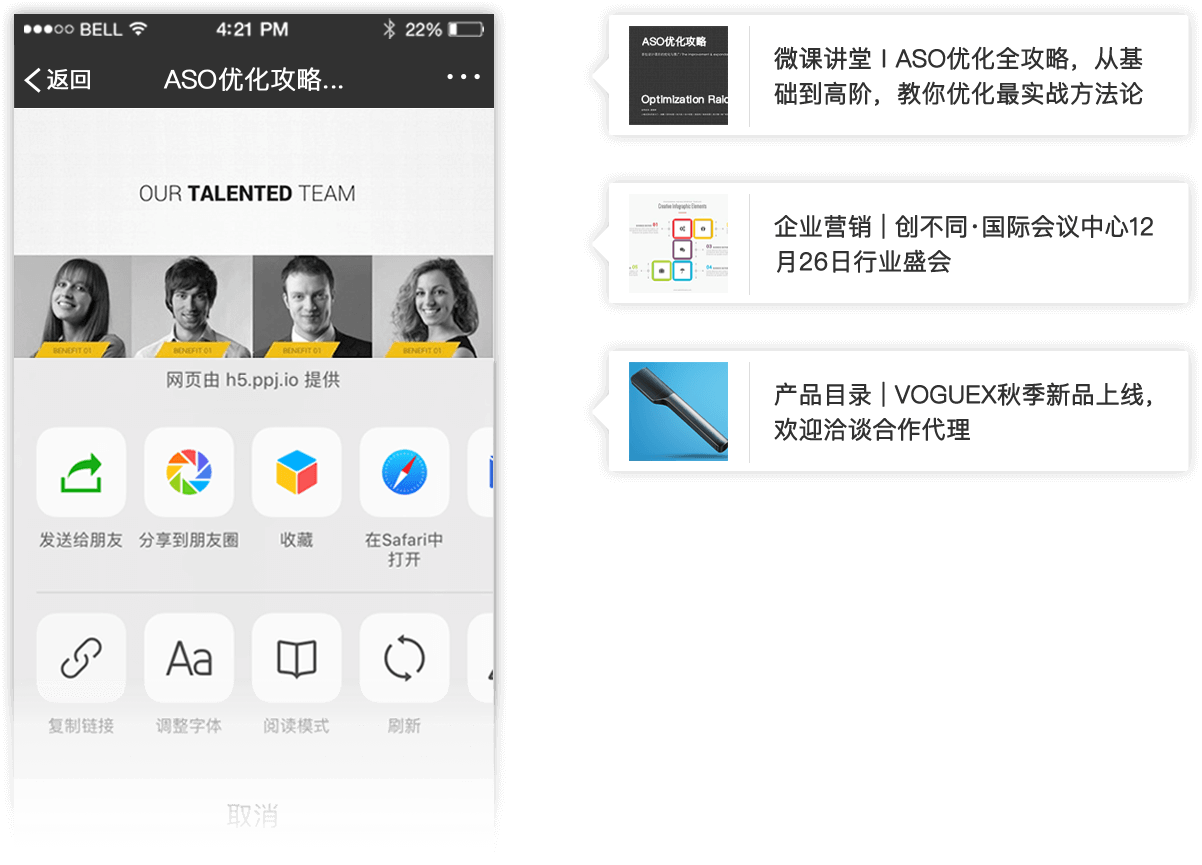 BELL
4:21 PM
22%
返回
ASO优化攻略...
OUR TALENTED TEAM
BENEFIT 01
BENEFIT 01
BENEFIT 01
BENEFIT 01
网页由 h5.ppj.io 提供
发送给朋友
分享到朋友圈
收藏
在Safari中
打开
Aa
复制链接
调整字体
阅读模式
刷新
取消
ASO优化攻略
Optimization Raid
微课讲堂 I ASO优化全攻略，从基
础到高阶，教你优化最实战方法论
Creative Infographic Elements
01
03
04
企业营销 | 创不同·国际会议中心12
月26日行业盛会
产品目录 | VOGUEX秋季新品上线，
欢迎洽谈合作代理